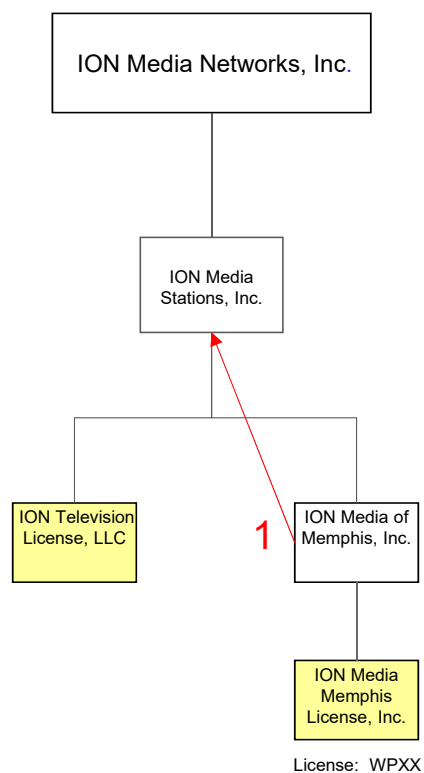 ION Media Networks, Inc.
ION Media
Stations, Inc.
ION Television
License, LLC
1
ION Media of
Memphis, Inc.
ION Media
Memphis
License, Inc.
License: WPXX